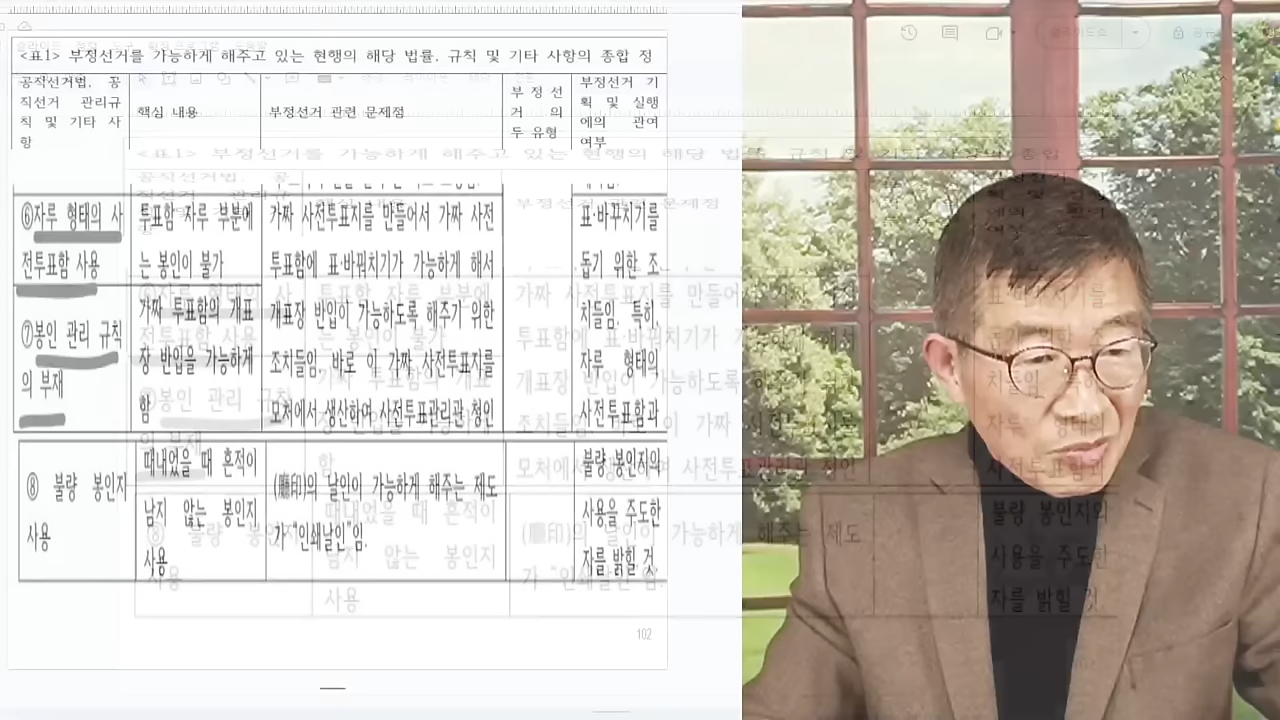 <표1> 부정선거를 가능하게 해주고 있는 현행의 해당 법률. 규칙 및 기타 사항의 종합 정
공직선거법, 공
직선거 관리규
칙 및 기타 사
항
핵심 내용
부정선거 관련 문제점
부 정 선
거 의
두 유형
부정선거 기
획 및 실행
에의 관여
여부
⑥자루 형태의 사
전투표함 사용
투표함 자루 부분에
는 봉인이 불가
가짜 사전투표지를 만들어서 가짜 사전
투표함에 표·바꿔치기가 가능하게 해서
개표장 반입이 가능하도록 해주기 위한
조치들임. 바로 이 가짜 사전투표지를
모처에서 생산하여 사전투표관리관 청인
표·바꾸치기를
돕기 위한 조
치들임. 특히
자루 형태의
사전투표함과
⑦봉인 관리 규칙
의 부재
가짜 투표함의 개표
장 반입을 가능하게
함
⑧ 불량 봉인지
사용
때내었을 때 흔적이
남지 않는 봉인지
사용
(廳印)의 날인이 가능하게 해주는 제도
가 "인쇄날인"임.
불량 봉인지의
사용을 주도한
자를 밝힐 것
102